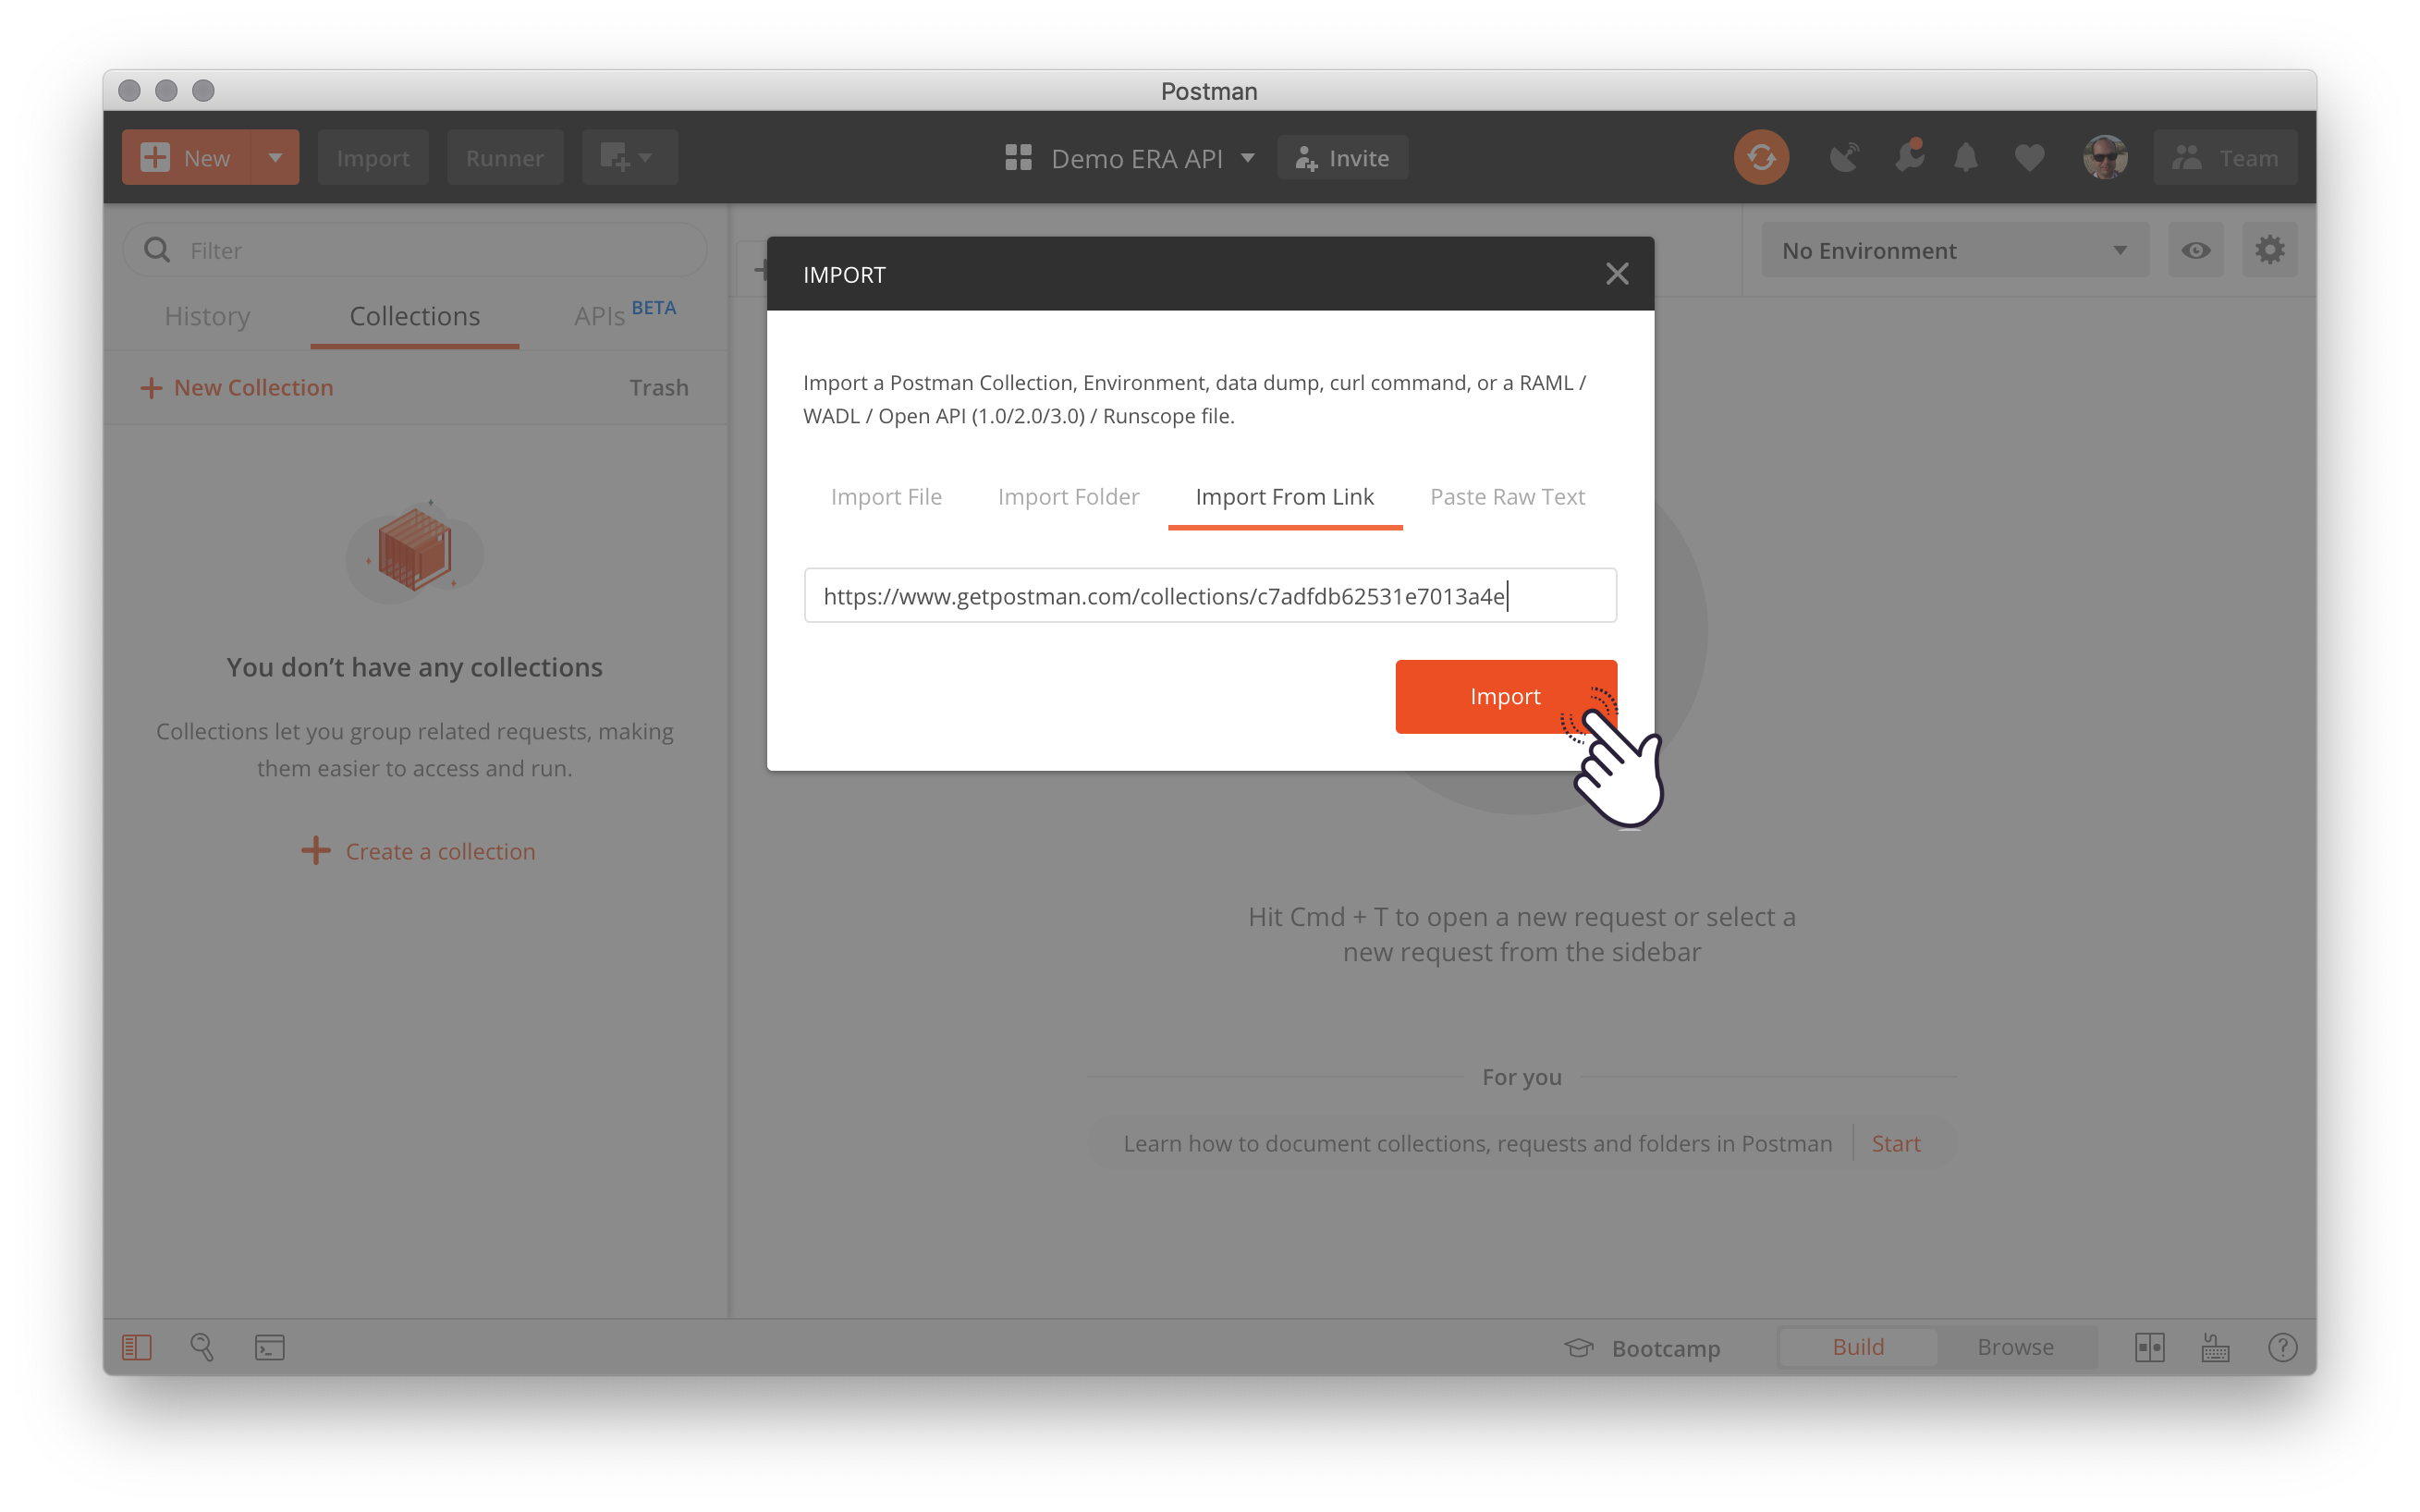 Postman
New
Import
Runner
Demo ERA API
Invite
Team
Filter
No Environment
History
Collections
APIs BETA
New Collection
Trash
You don’t have any collections
Collections let you group related requests, making
them easier to access and run.
Create a collection
IMPORT
Import a Postman Collection, Environment, data dump, curl command, or a RAML /
WADL / Open API (1.0/2.0/3.0) / Runscope file.
Import File
Import Folder
Import From Link
Paste Raw Text
https://www.getpostman.com/collections/c7adfdb62531e7013a4e
Import
Hit Cmd + T to open a new request or select a
new request from the sidebar
For you
Learn how to document collections, requests and folders in Postman
Start
Bootcamp
Build
Browse